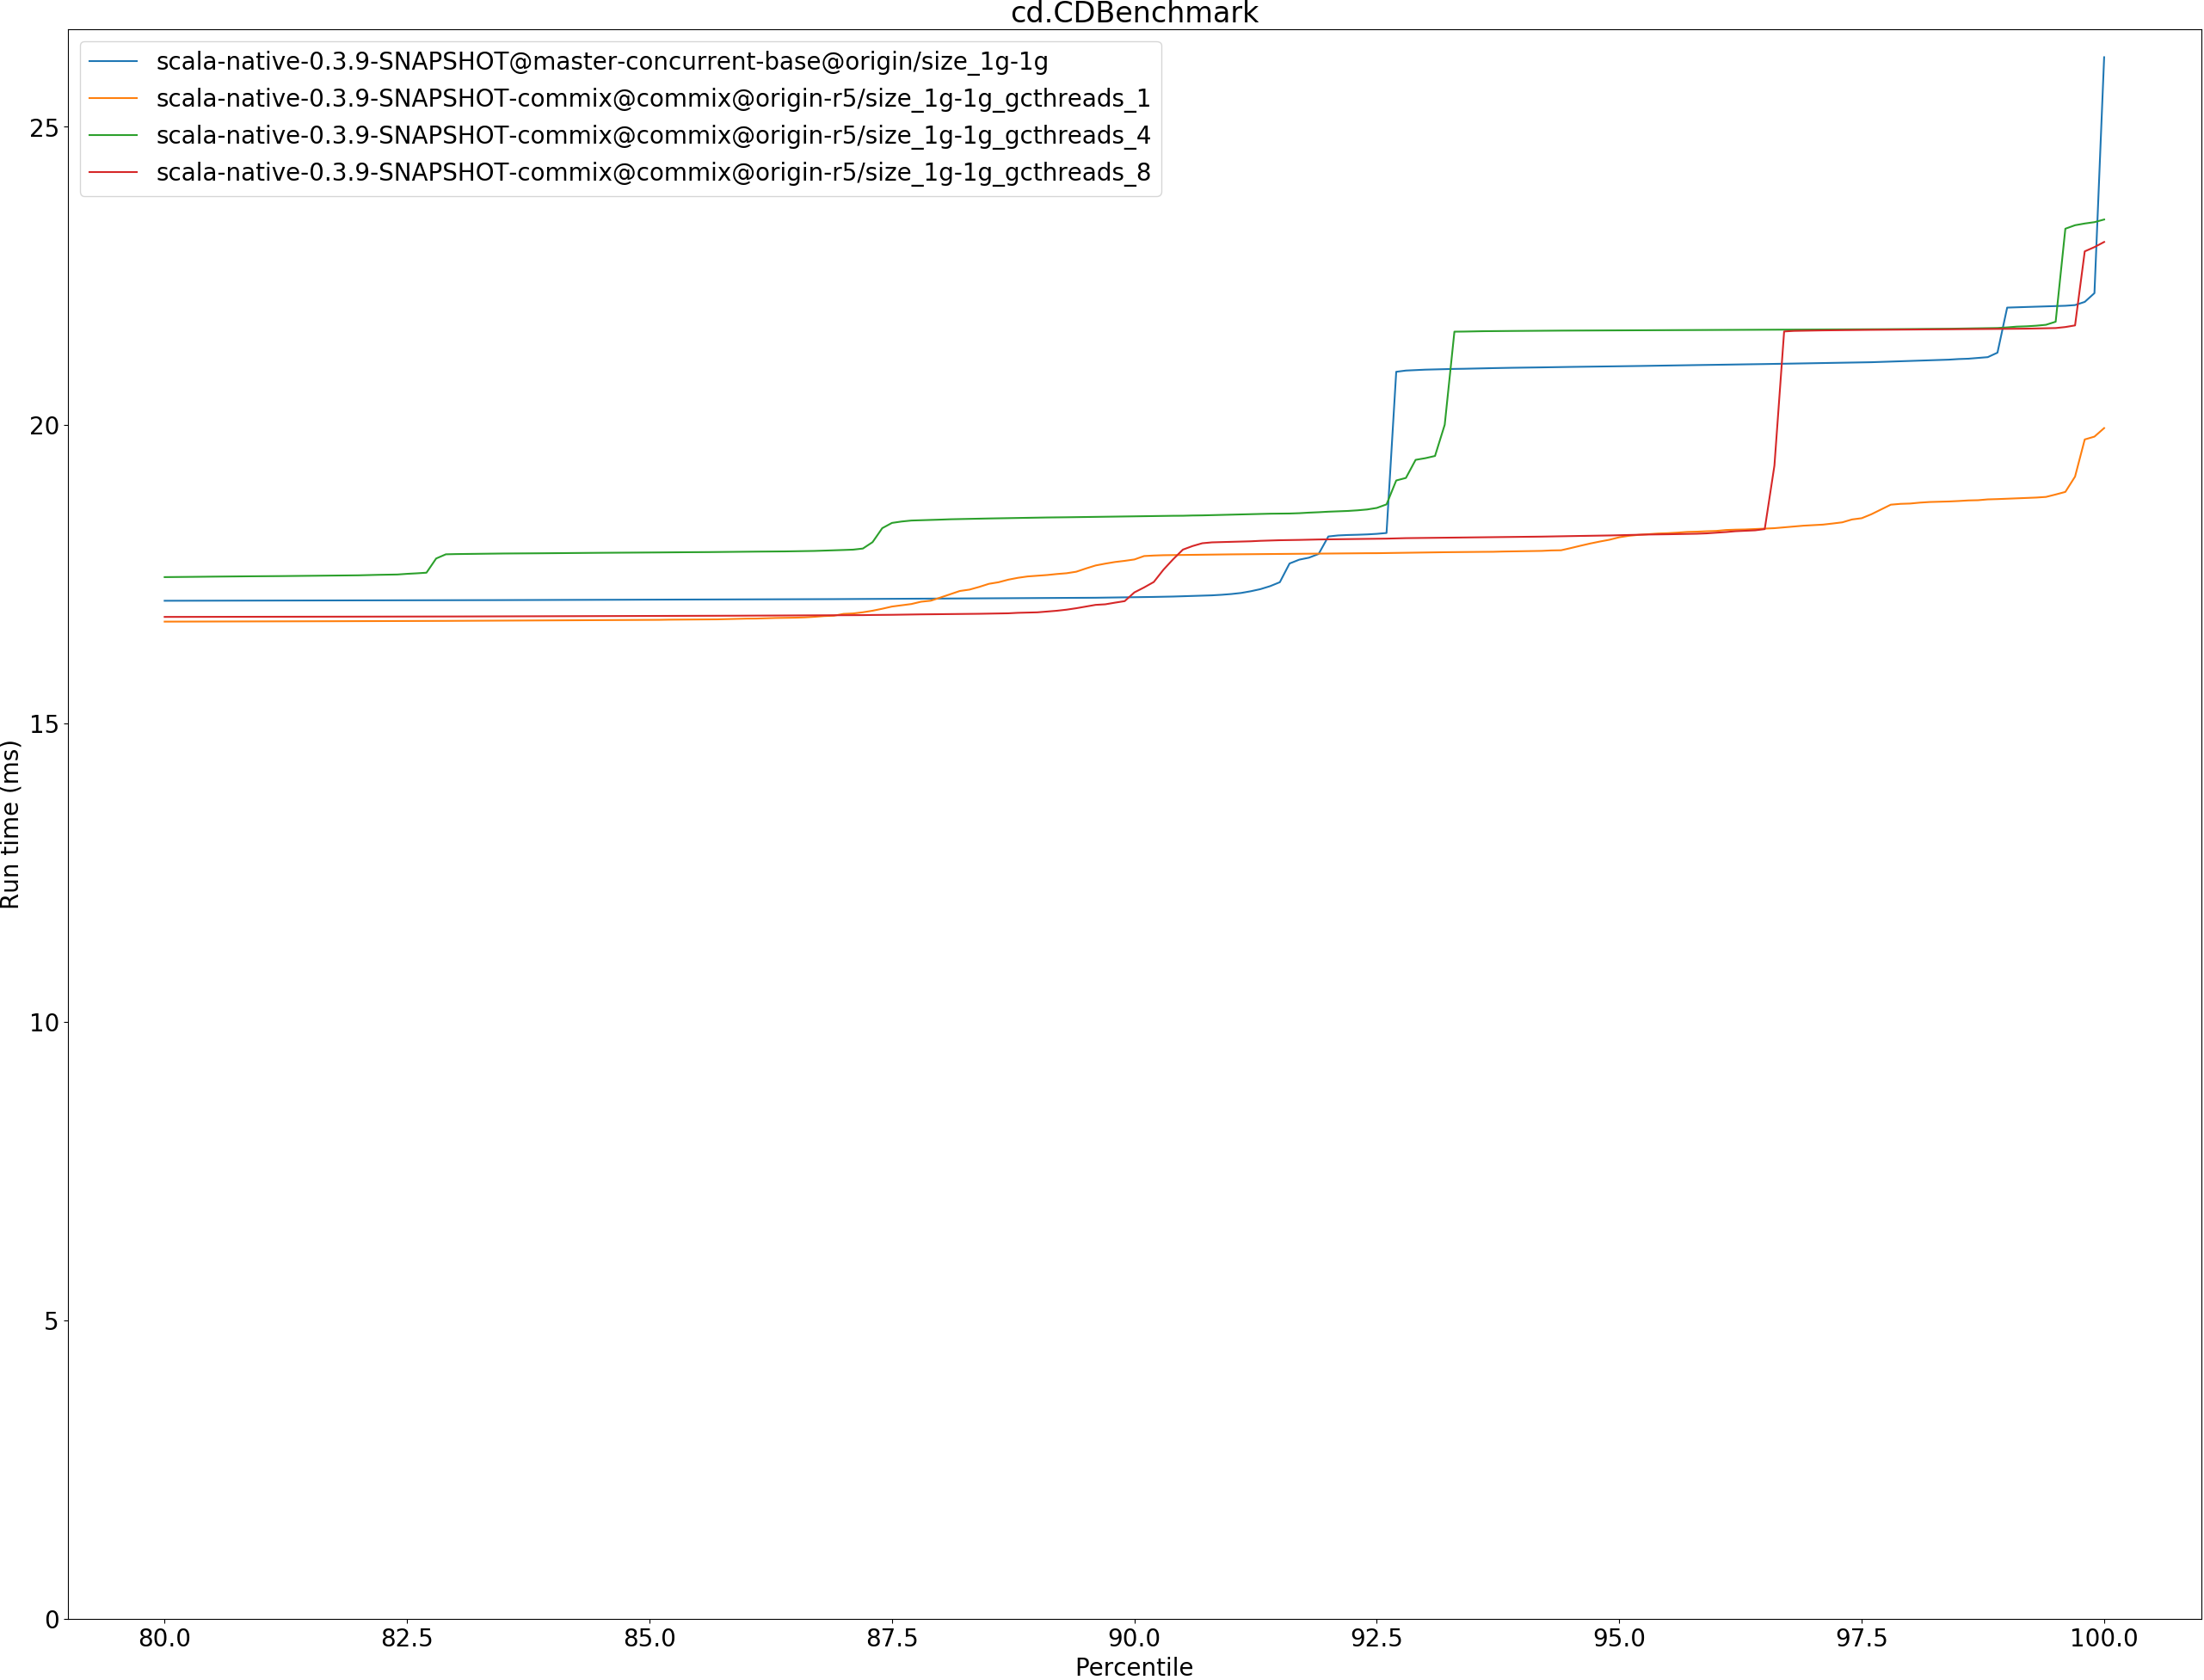 cd.CDBenchmark
scala-native-0.3.9-SNAPSHOT@master-concurrent-base@origin/size_1g-1g
scala-native-0.3.9-SNAPSHOT-commix@commix@origin-r5/size_1g-1g_gcthreads_1
scala-native-0.3.9-SNAPSHOT-commix@commix@origin-r5/size_1g-1g_gcthreads_4
scala-native-0.3.9-SNAPSHOT-commix@commix@origin-r5/size_1g-1g_gcthreads_8
25
20
15
10
5
0
Run time (ms)
80.0 82.5 85.0 87.5 90.0 92.5 95.0 97.5 100.0
Percentile